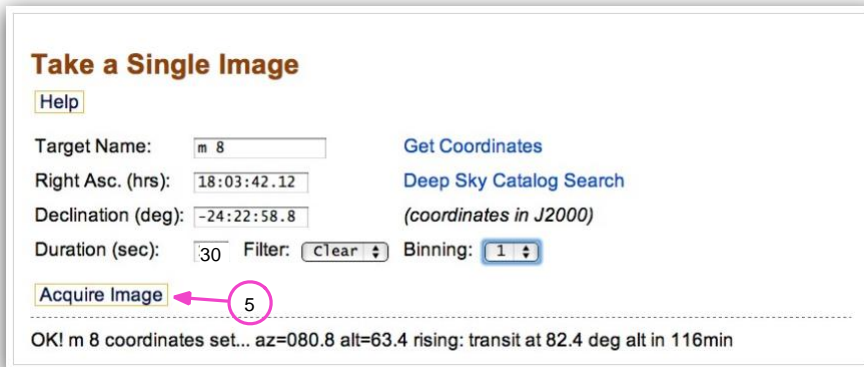 Take a Single Image
Help
Target Name: m 8 Get Coordinates
Right Asc. (hrs): 18:03:42.12 Deep Sky Catalog Search
Declination (deg): -24:22:58.8 (coordinates in J2000)
Duration (sec): 30 Filter: Clear Binning: 1
Acquire Image 5
OK! m 8 coordinates set... az=080.8 alt=63.4 rising: transit at 82.4 deg alt in 116min